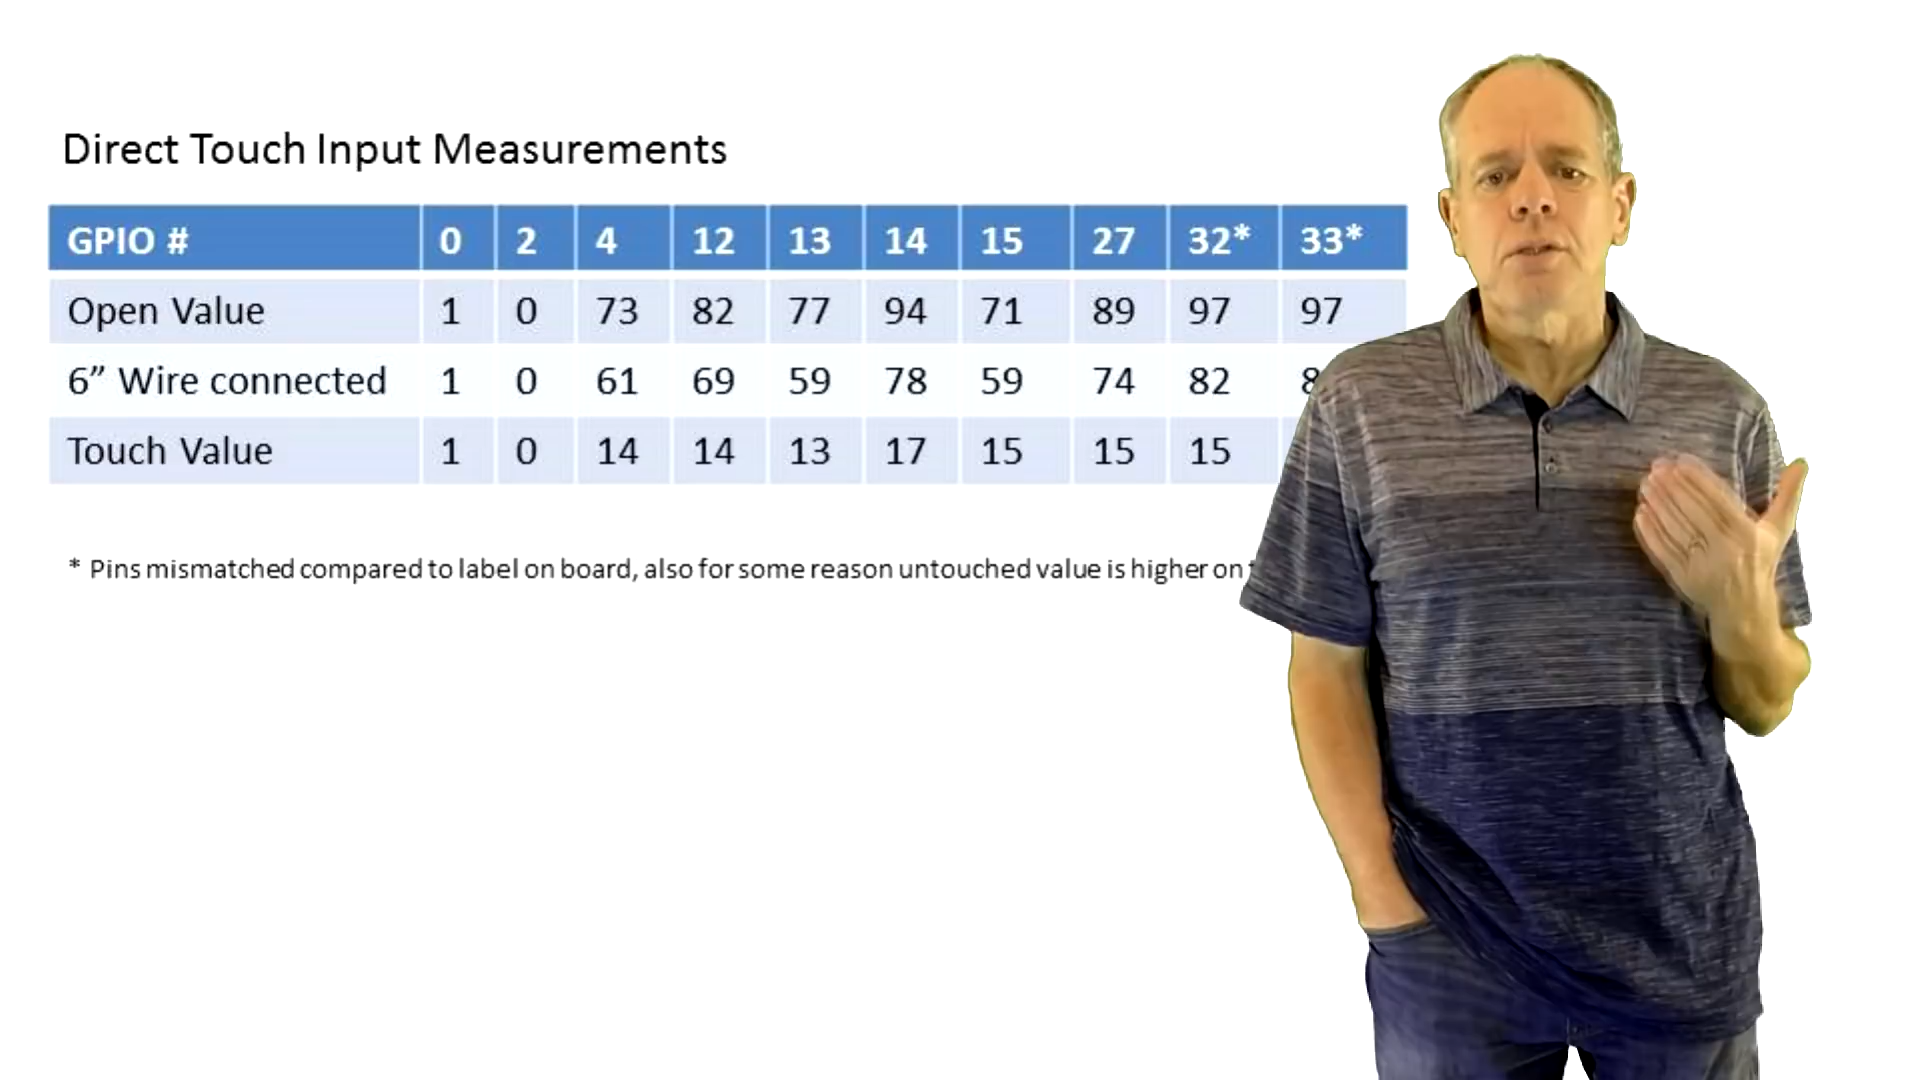 Direct Touch Input Measurements
GPIO # 0 2 4 12 13 14 15 27 32* 33*
Open Value 1 0 73 82 77 94 71 89 97 97
6” Wire connected 1 0 61 69 59 78 59 74 82
Touch Value 1 0 14 14 13 17 15 15 15
* Pins mismatched compared to label on board, also for some reason untouched value is higher on